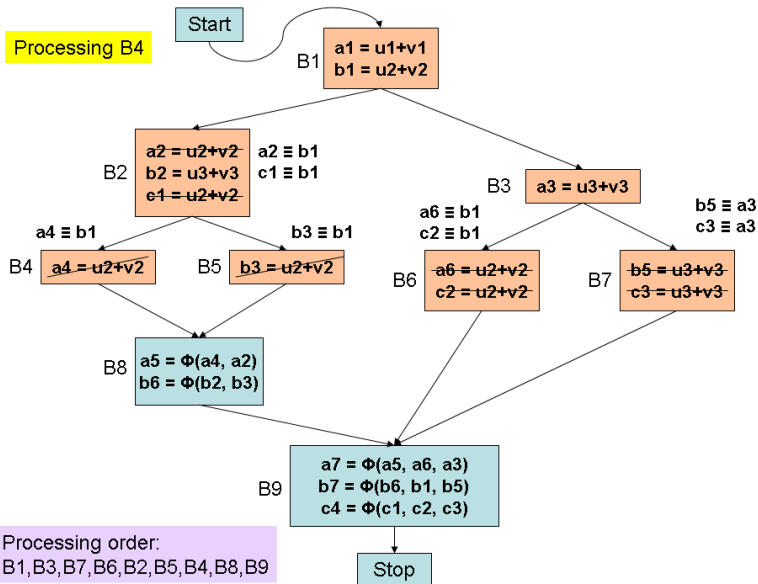 Start
Processing B4
B1
a1 = u1+v1
b1 = u2+v2
B2
a2 = u2+v2
b2 = u3+v3
c1 = u2+v2
a2 ≡ b1
c1 ≡ b1
B3
a3 = u3+v3
a4 ≡ b1
B4
a4 = u2+v2
b3 ≡ b1
B5
b3 = u2+v2
a6 ≡ b1
c2 ≡ b1
B6
a6 = u2+v2
c2 = u2+v2
b5 ≡ a3
c3 ≡ a3
B7
b5 = u3+v3
c3 = u3+v3
B8
a5 = Φ(a4, a2)
b6 = Φ(b2, b3)
B9
a7 = Φ(a5, a6, a3)
b7 = Φ(b6, b1, b5)
c4 = Φ(c1, c2, c3)
Processing order:
B1,B3,B7,B6,B2,B5,B4,B8,B9
Stop